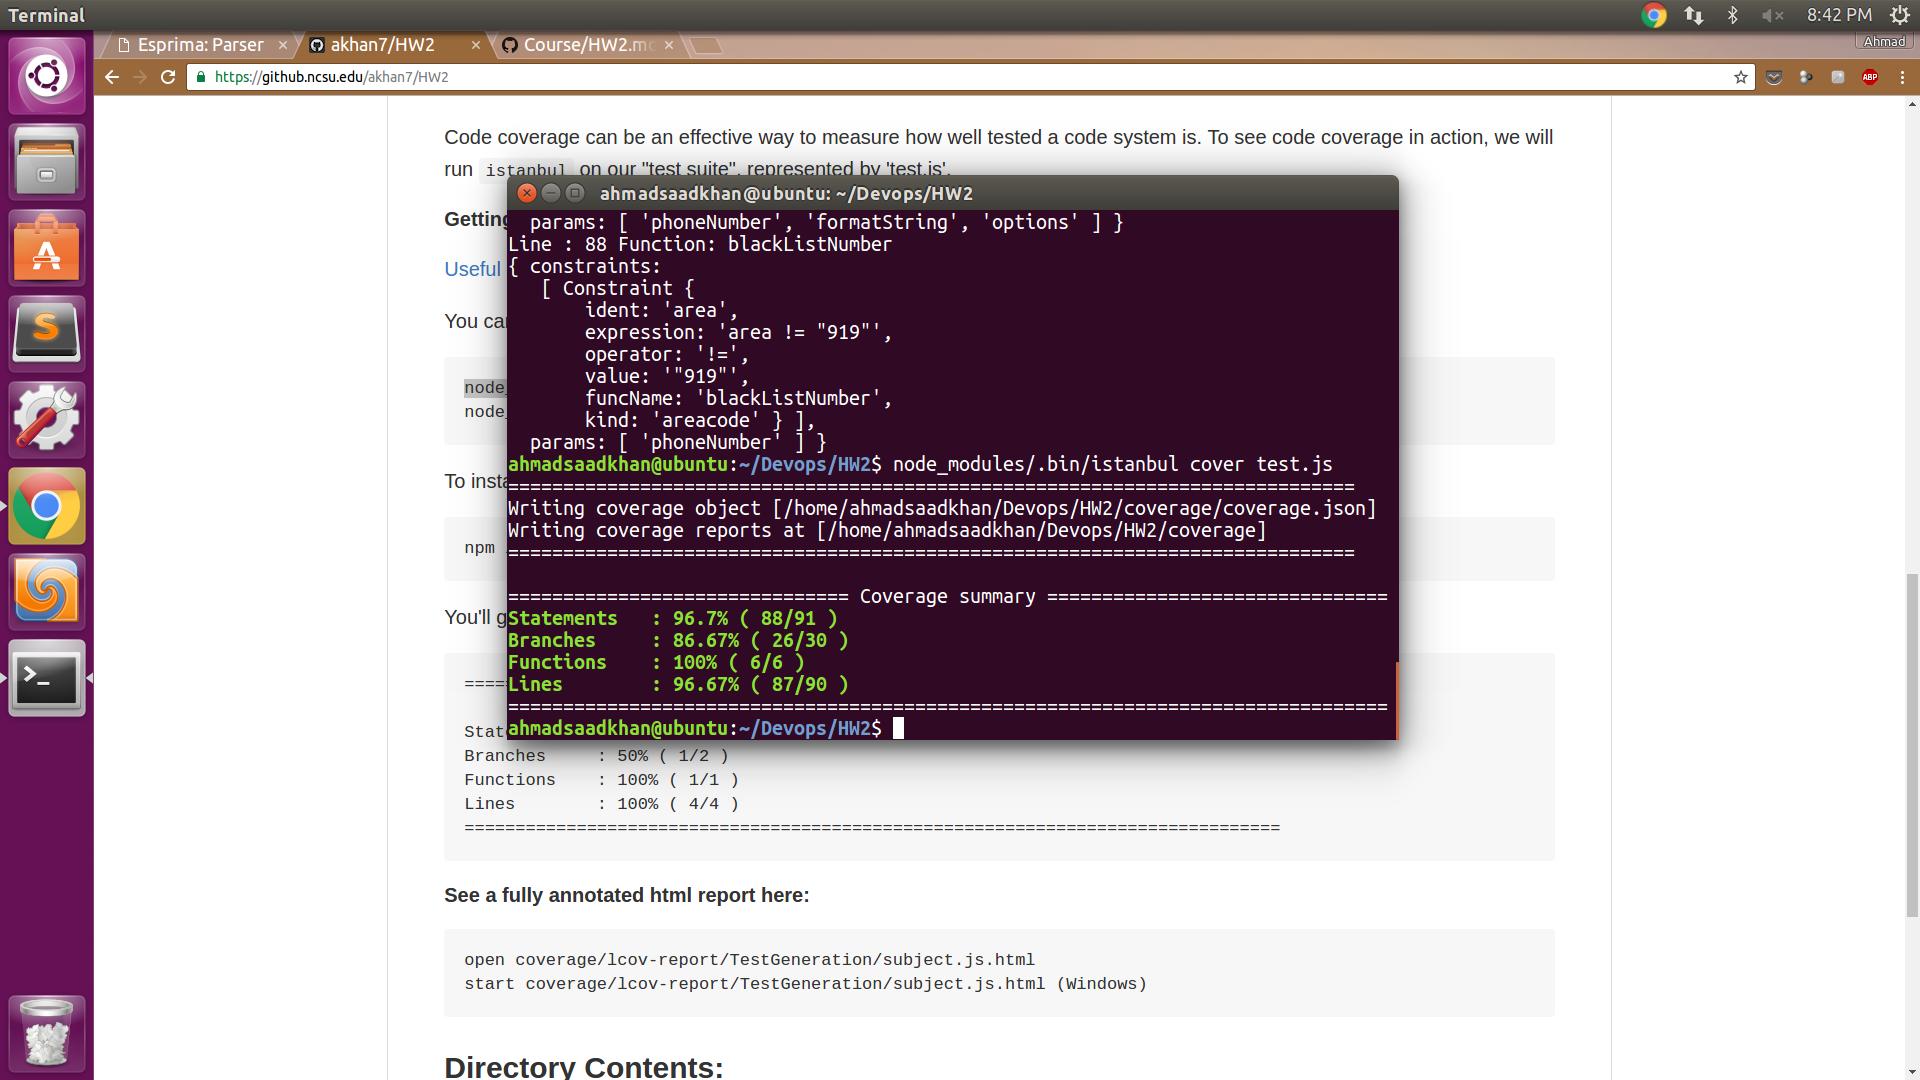 Terminal
8:42 PM
Ahmad
Esprima: Parser
akhan7/HW2
Course/HW2.m
https://github.ncsu.edu/akhan7/HW2
ABP
Code coverage can be an effective way to measure how well tested a code system is. To see code coverage in action, we will
run istanbul on our "test suite", represented by 'test.js'.
Getting
Useful
You can
node_
node_
To insta
npm
You'll g
=====
State
Branches : 50% ( 1/2 )
Functions : 100% ( 1/1 )
Lines : 100% ( 4/4 )
================================================================================
See a fully annotated html report here:
open coverage/lcov-report/TestGeneration/subject.js.html
start coverage/lcov-report/TestGeneration/subject.js.html (Windows)
Directory Contents:
ahmadsaadkhan@ubuntu: ~/Devops/HW2
params: [ 'phoneNumber', 'formatString', 'options' ] }
Line : 88 Function: blackListNumber
{ constraints:
[ Constraint {
ident: 'area',
expression: 'area != "919"',
operator: '!=',
value: '"919"',
funcName: 'blackListNumber',
kind: 'areacode' } ],
params: [ 'phoneNumber' ] }
ahmadsaadkhan@ubuntu:~/Devops/HW2$ node_modules/.bin/istanbul cover test.js
=============================================================================
Writing coverage object [/home/ahmadsaadkhan/Devops/HW2/coverage/coverage.json]
Writing coverage reports at [/home/ahmadsaadkhan/Devops/HW2/coverage]
=============================================================================
=============================== Coverage summary ===============================
Statements : 96.7% ( 88/91 )
Branches : 86.67% ( 26/30 )
Functions : 100% ( 6/6 )
Lines : 96.67% ( 87/90 )
================================================================================
ahmadsaadkhan@ubuntu:~/Devops/HW2$